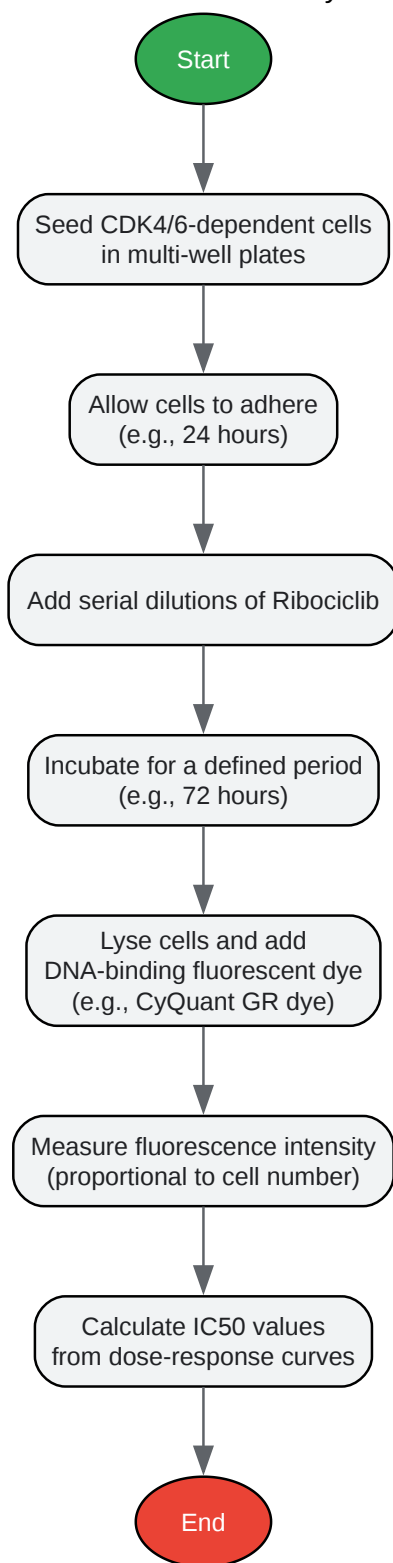 Start
Seed CDK4/6-dependent cells
in multi-well plates
Allow cells to adhere
(e.g., 24 hours)
Add serial dilutions of Ribociclib
Incubate for a defined period
(e.g., 72 hours)
Lyse cells and add
DNA-binding fluorescent dye
(e.g., CyQuant GR dye)
Measure fluorescence intensity
(proportional to cell number)
Calculate IC50 values
from dose-response curves
End